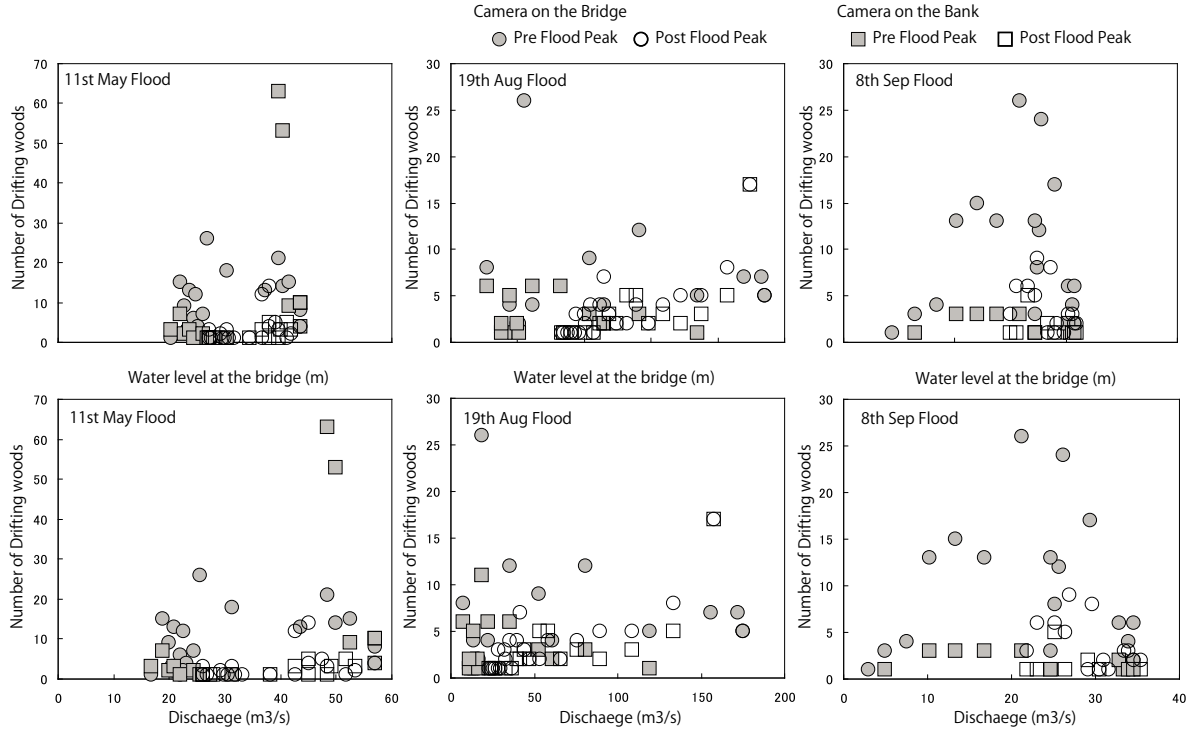 Camera on the Bridge
Pre Flood Peak
Post Flood Peak
Camera on the Bank
Pre Flood Peak
Post Flood Peak
Number of Drifting woods
70
60
50
40
30
20
10
0
11st May Flood
Water level at the bridge (m)
Number of Drifting woods
30
25
20
15
10
5
0
19th Aug Flood
Water level at the bridge (m)
Number of Drifting woods
30
25
20
15
10
5
0
8th Sep Flood
Water level at the bridge (m)
Number of Drifting woods
70
60
50
40
30
20
10
0
11st May Flood
0 10 20 30 40 50 60
Dischaege (m3/s)
Number of Drifting woods
30
25
20
15
10
5
0
19th Aug Flood
0 50 100 150 200
Dischaege (m3/s)
Number of Drifting woods
30
25
20
15
10
5
0
8th Sep Flood
0 10 20 30 40
Dischaege (m3/s)